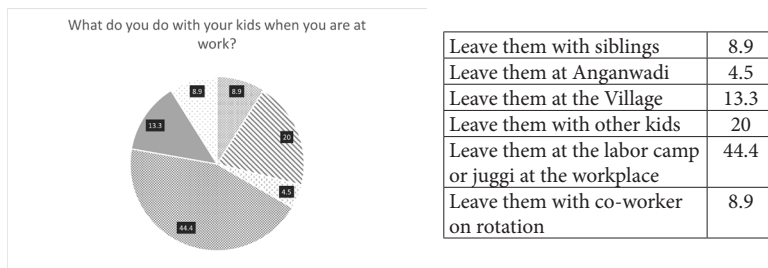 What do you do with your kids when you are at
work?
8.9
8.9
20
13.3
4.5
44.4
Leave them with siblings 8.9
Leave them at Anganwadi 4.5
Leave them at the Village 13.3
Leave them with other kids 20
Leave them at the labor camp 44.4
or juggi at the workplace
Leave them with co-worker 8.9
on rotation